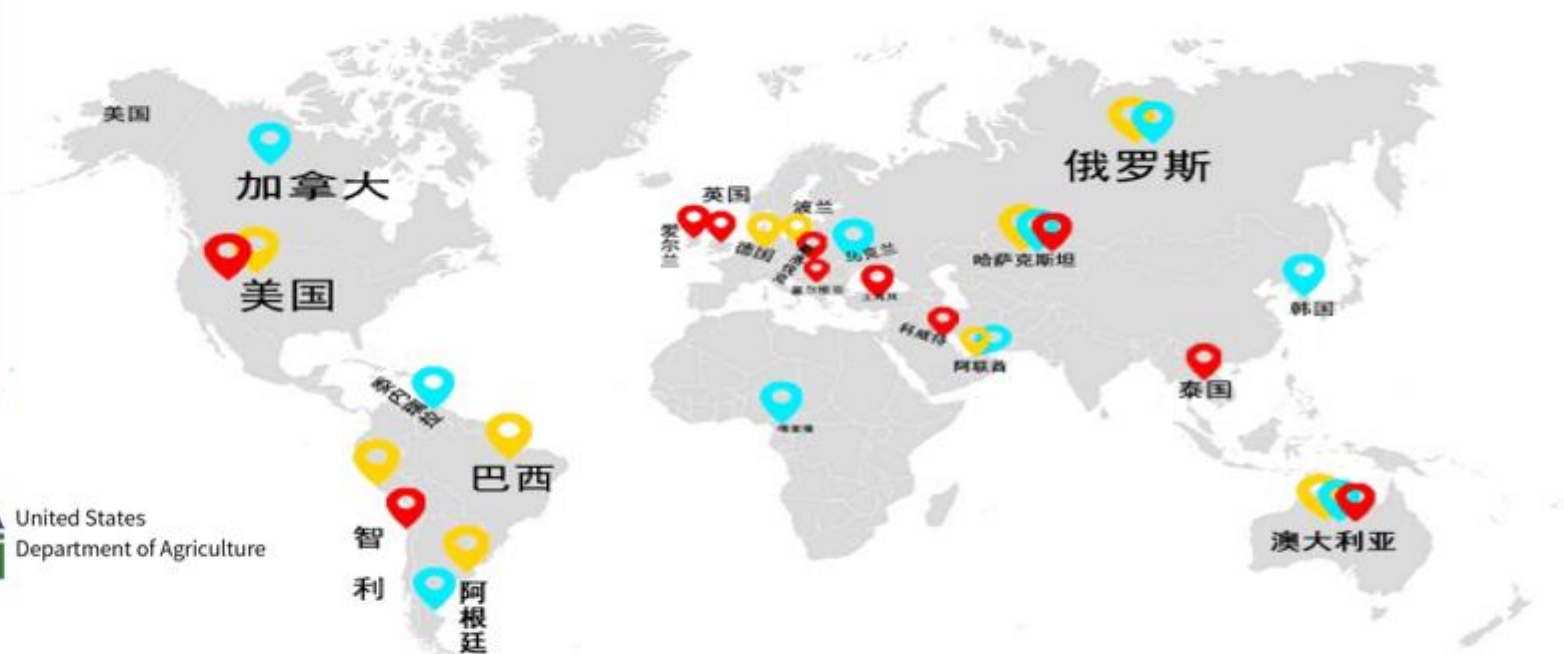 美国
加拿大
俄罗斯
英国
波兰
爱尔兰
德国
乌克兰
哈萨克斯坦
美国
韩国
科威特
阿联酋
泰国
巴西
United States
智利
澳大利亚
Department of Agriculture
阿根廷